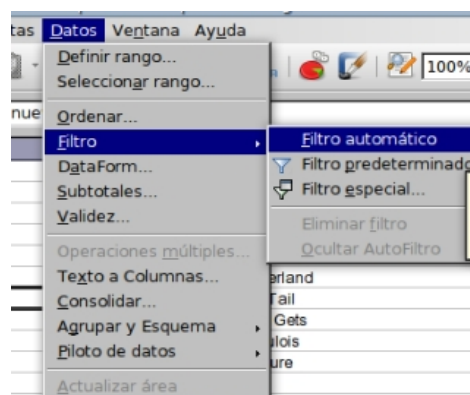 tas Datos Ventana Ayuda
Definir rango...
Seleccionar rango...
100%
nue
Ordenar...
Filtro
Filtro automático
DataForm...
Filtro predeterminado
Subtotales...
Filtro especial...
Validez...
Eliminar filtro
Operaciones múltiples...
Ocultar AutoFiltro
Texto a Columnas...
erland
Consolidar...
Tail
Agrupar y Esquema
Gets
Piloto de datos
ulois
ure
Actualizar área